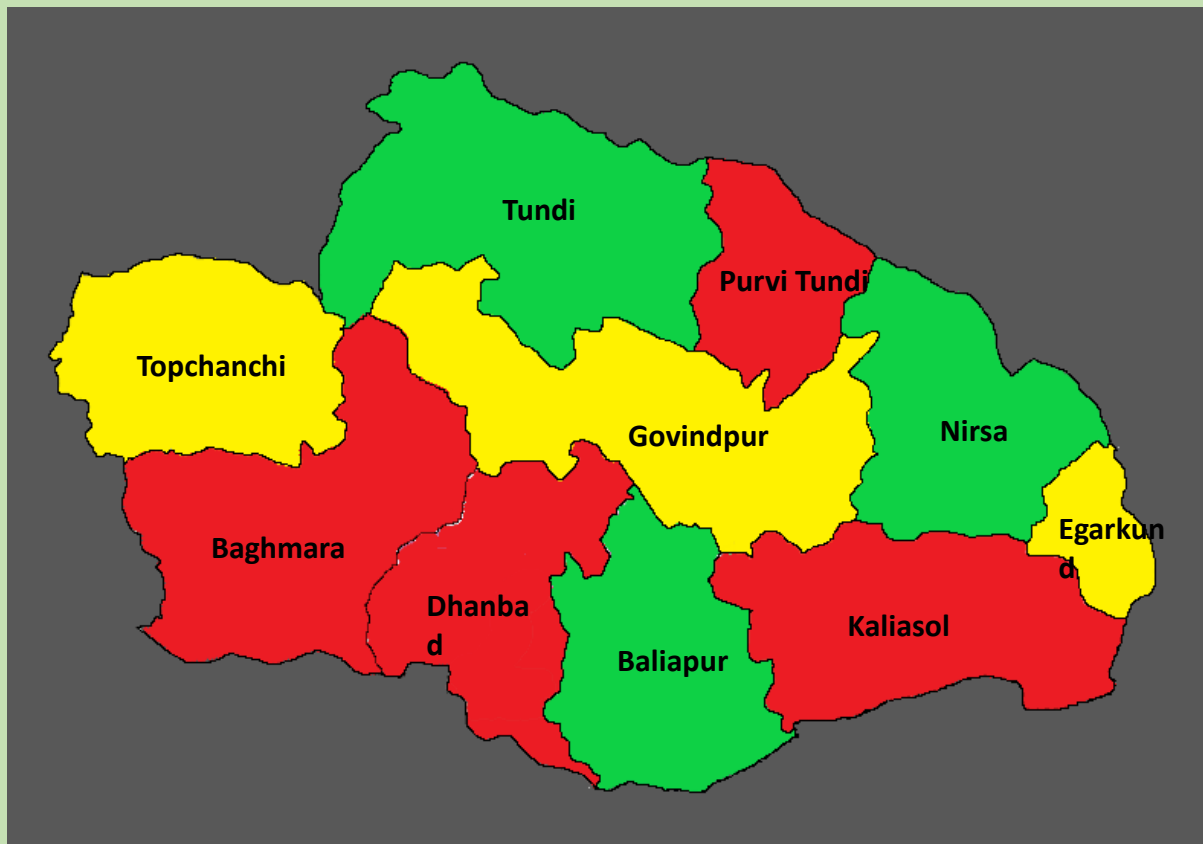 Tundi
Purvi Tundi
Topchanchi
Govindpur
Nirsa
Egarkun
d
Baghmara
Dhanba
d
Kaliasol
Baliapur